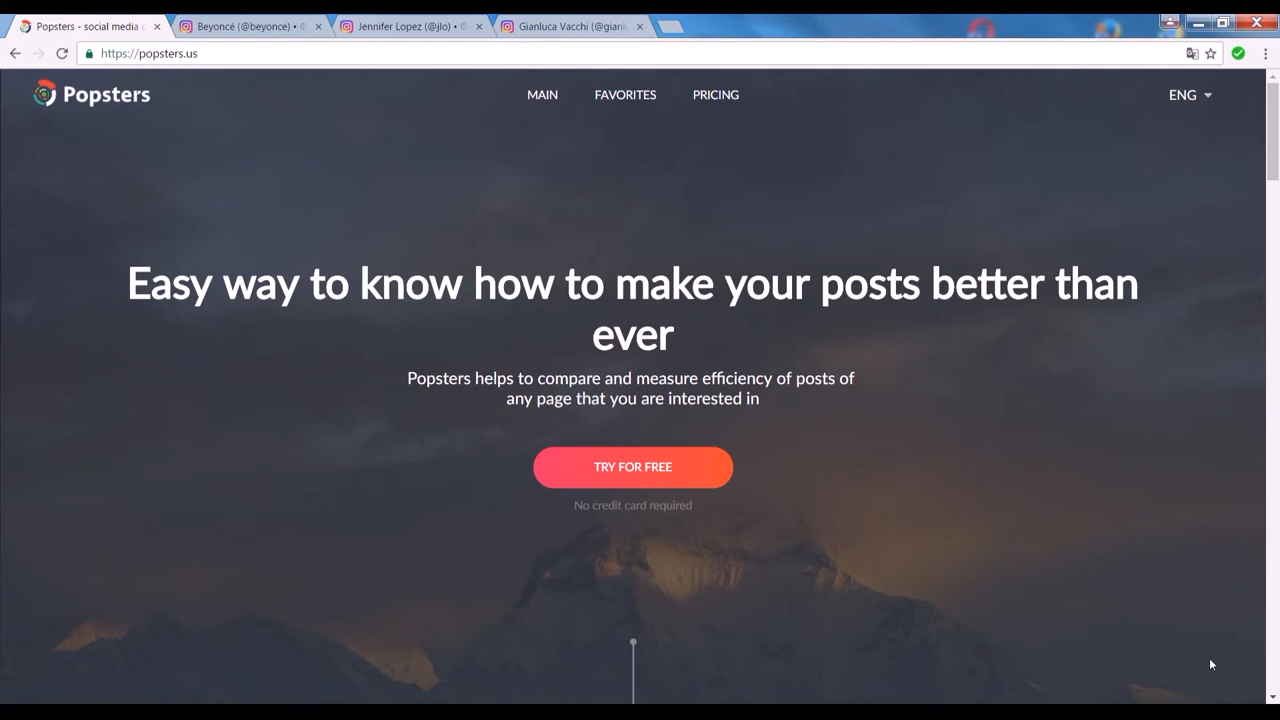 Popsters - social media
Beyoncé (@beyonce) •
Jennifer Lopez (@jlo) •
Gianluca Vacchi (@gianl
https://popsters.us
Popsters
MAIN
FAVORITES
PRICING
ENG
Easy way to know how to make your posts better than
ever
Popsters helps to compare and measure efficiency of posts of
any page that you are interested in
TRY FOR FREE
No credit card required